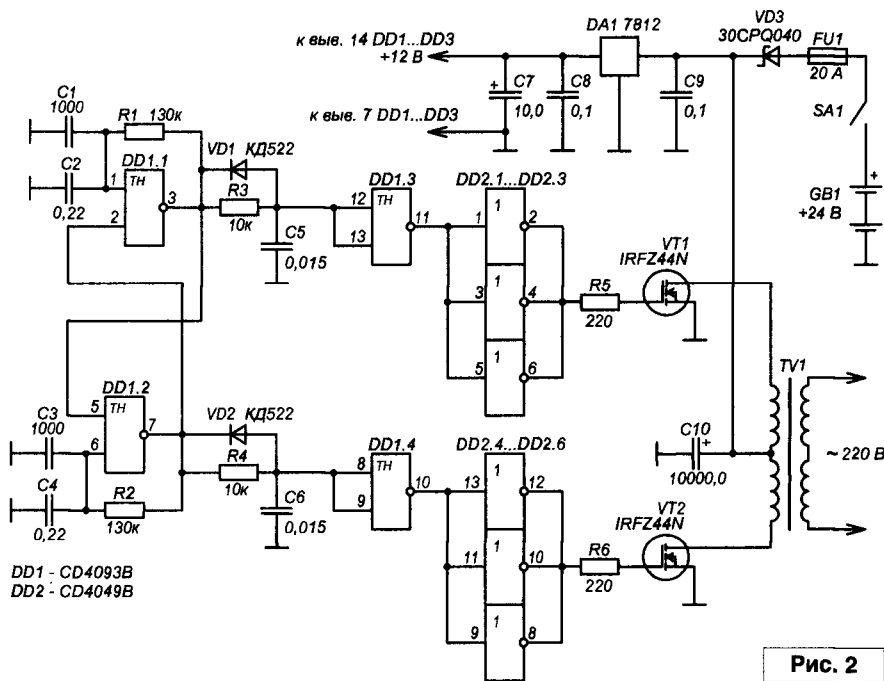 к выв. 14 DD1...DD3
+12 В
DA1 7812
VD3
30CPQ040
FU1
20 А
SA1
+
C7
10,0
C8
0,1
C9
0,1
к выв. 7 DD1...DD3
+
GB1
+24 В
C1
1000
R1 130к
C2
0,22
DD1.1
TH
1
2
3
VD1 КД522
R3
10к
C5
0,015
DD1.3
TH
12
13
11
DD2.1...DD2.3
1
1
2
3
1
4
5
1
6
R5
220
VT1
IRFZ44N
TV1
~ 220 В
C10
+
10000,0
C3
1000
C4
0,22
R2
130к
DD1.2
TH
5
6
7
VD2 КД522
R4
10к
C6
0,015
DD1.4
TH
8
9
10
DD2.4...DD2.6
13
1
12
11
1
10
9
1
8
R6
220
VT2
IRFZ44N
DD1 - CD4093B
DD2 - CD4049B
Рис. 2